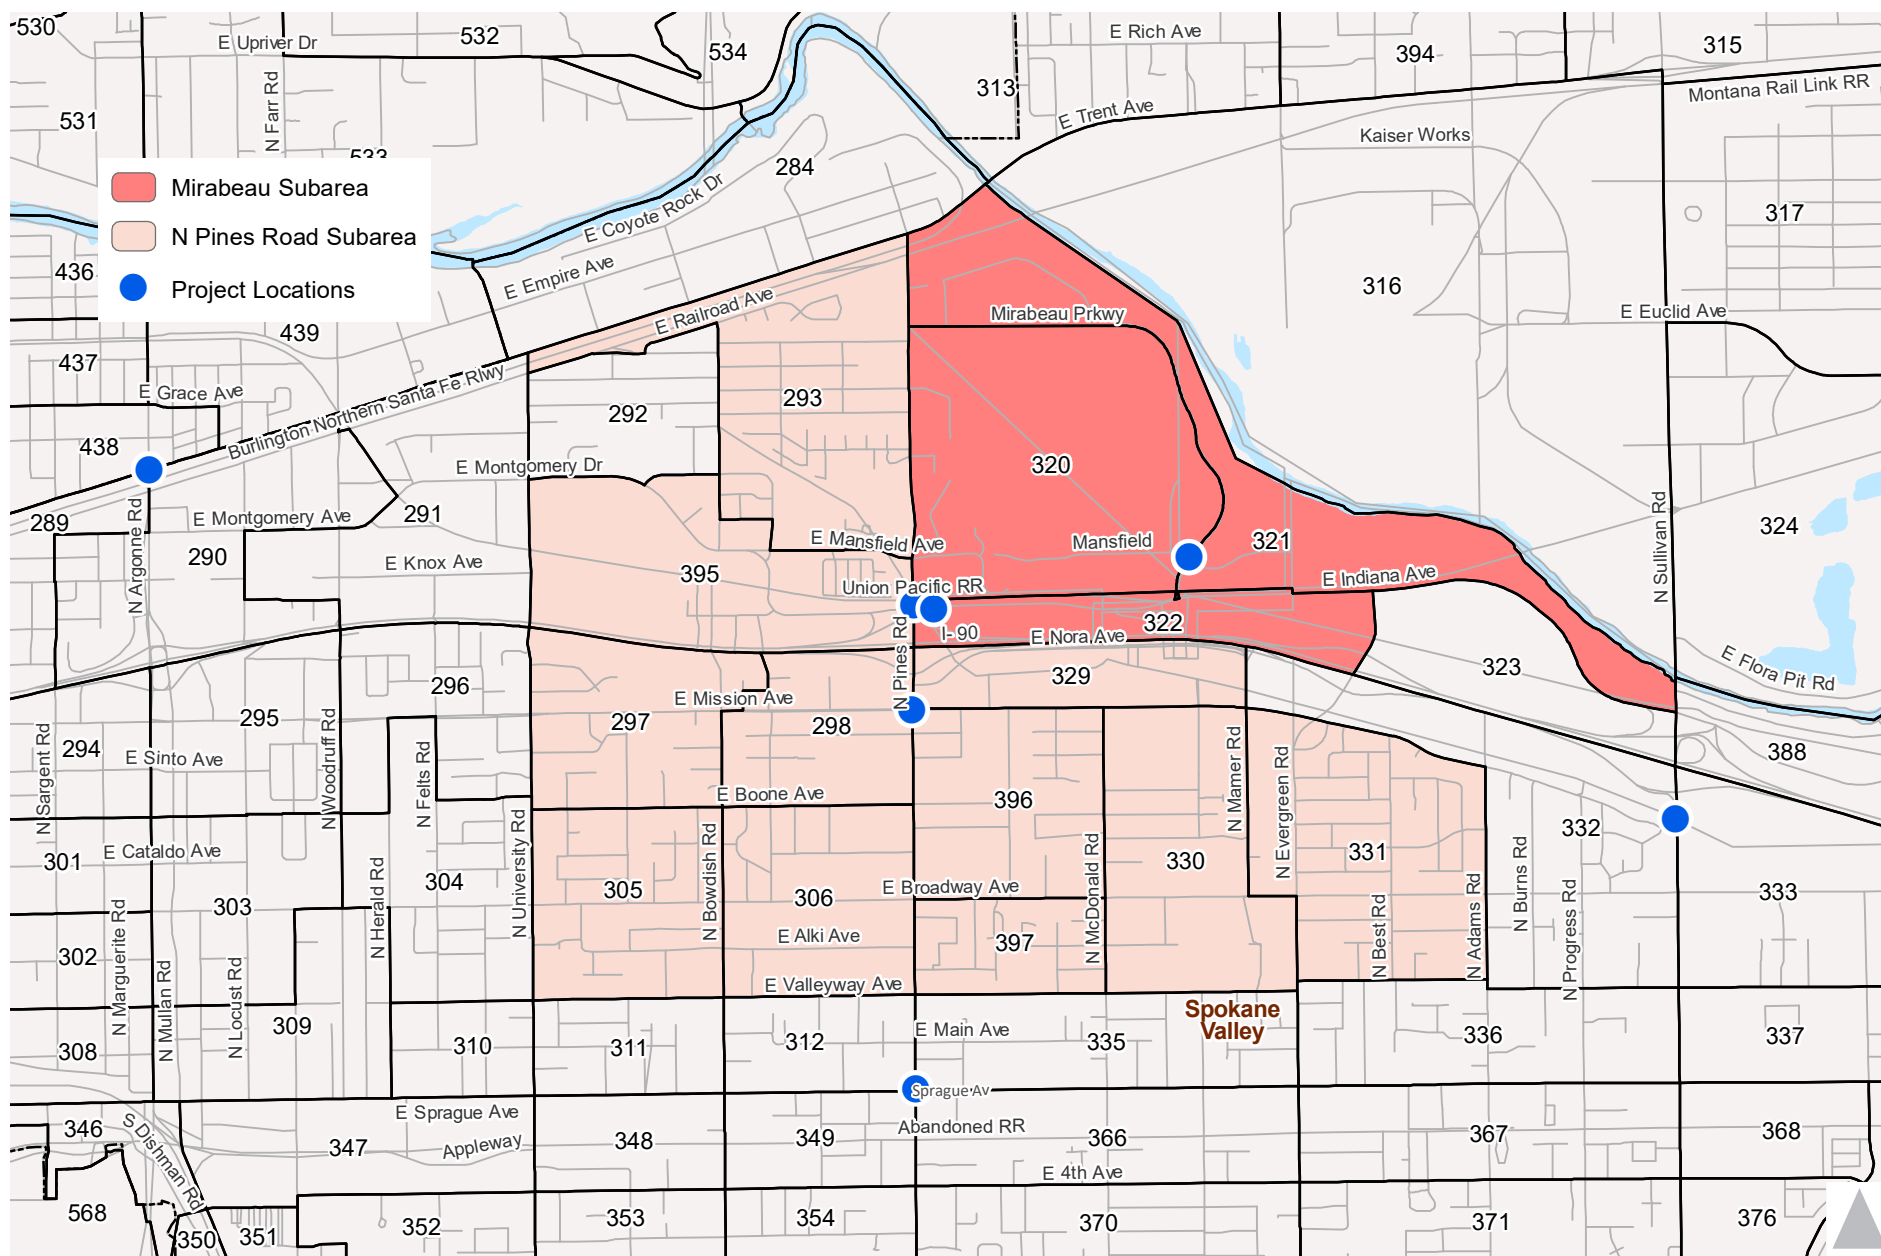 530
E Upriver Dr
532
534
E Rich Ave
394
315
313
Montana Rail Link RR
N Farr Rd
531
E Trent Ave
Kaiser Works
533
284
Mirabeau Subarea
N Pines Road Subarea
Project Locations
E Coyote Rock Dr
317
436
E Empire Ave
316
E Railroad Ave
Mirabeau Prkwy
E Euclid Ave
439
437
E Grace Ave
Burlington Northern Santa Fe Rlwy
292
293
438
E Montgomery Dr
320
N Argonne Rd
N Sullivan Rd
289
E Montgomery Ave
291
324
E Mansfield Ave
Mansfield
321
290
E Knox Ave
395
Union Pacific RR
E Indiana Ave
322
I-90
E Nora Ave
N Pines Rd
323
E Flora Pit Rd
296
329
E Mission Ave
295
297
298
294
E Sinto Ave
388
N Sargent Rd
N Woodruff Rd
N Felts Rd
N Mamer Rd
N Evergreen Rd
E Boone Ave
396
332
N University Rd
N Bowdish Rd
N McDonald Rd
301
E Cataldo Ave
331
330
N Herald Rd
304
305
306
E Broadway Ave
N Burns Rd
333
303
N Marguerite Rd
E Alki Ave
397
N Best Rd
N Adams Rd
N Progress Rd
302
N Mullan Rd
N Locust Rd
E Valleyway Ave
Spokane
Valley
309
E Main Ave
308
310
311
312
335
336
337
Sprague Av
E Sprague Ave
Abandoned RR
346
S Dishman Rd
347
Appleway
348
349
366
367
368
E 4th Ave
568
350
351
352
353
354
370
371
376